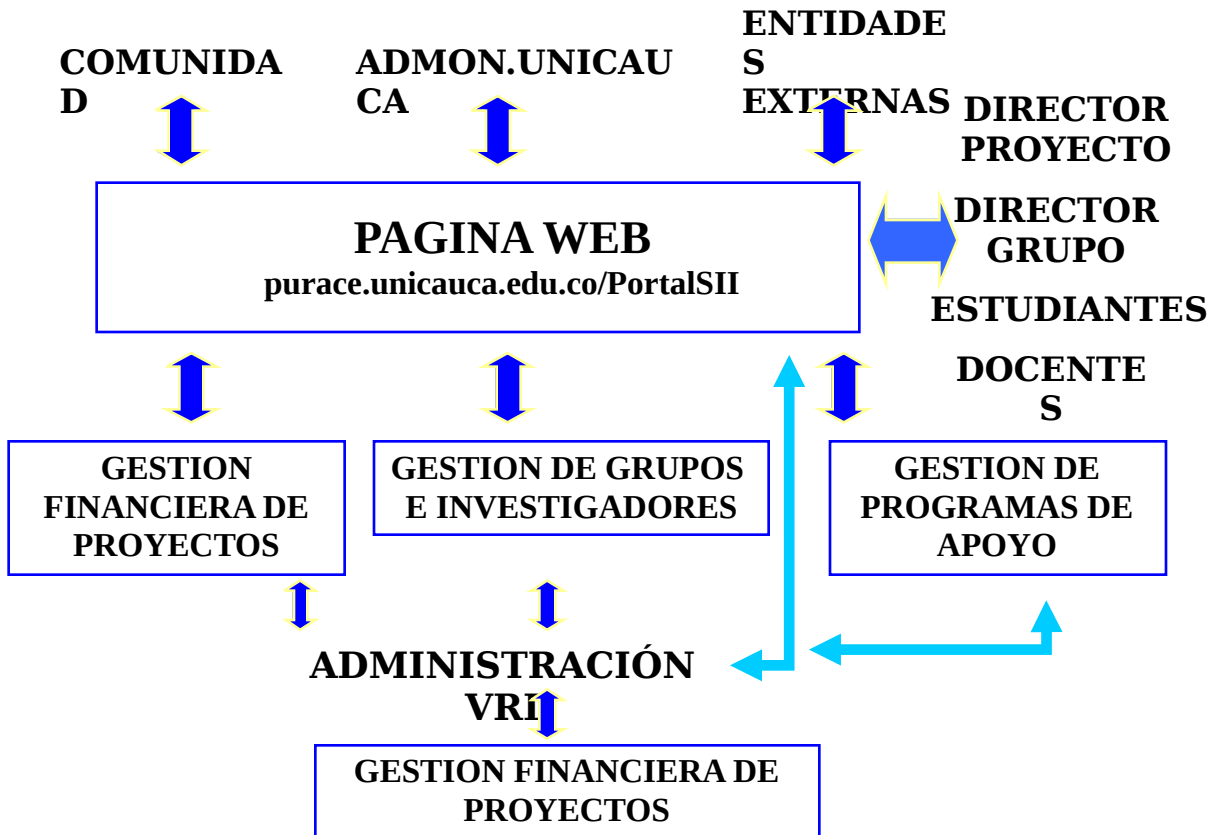 COMUNIDA
D
ADMON.UNICAU
CA
ENTIDADE
S
EXTERNAS
DIRECTOR
PROYECTO
DIRECTOR
GRUPO
ESTUDIANTES
DOCENTE
S
PAGINA WEB
purace.unicauca.edu.co/PortalSII
GESTION
FINANCIERA DE
PROYECTOS
GESTION DE GRUPOS
E INVESTIGADORES
GESTION DE
PROGRAMAS DE
APOYO
ADMINISTRACIÓN
VRI
GESTION FINANCIERA DE
PROYECTOS